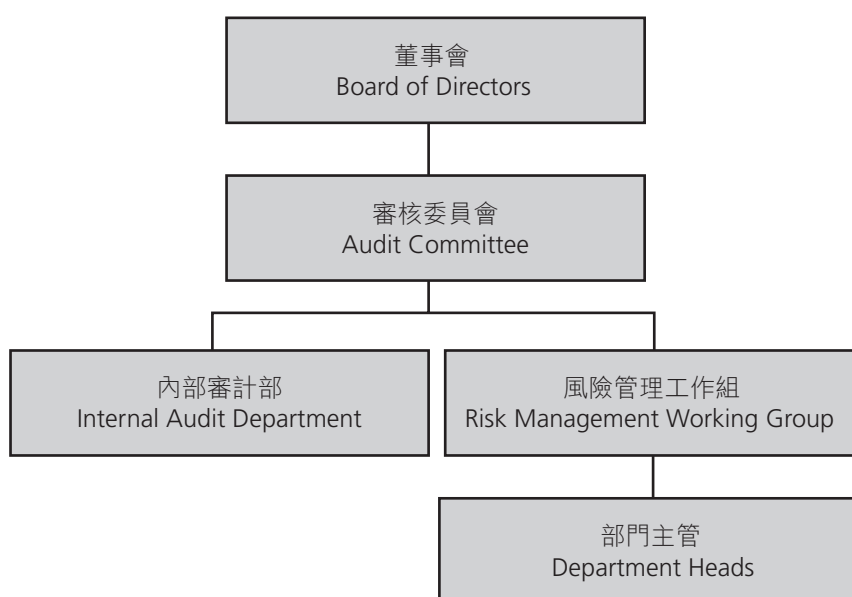 董事會
Board of Directors
審核委員會
Audit Committee
內部審計部
Internal Audit Department
風險管理工作組
Risk Management Working Group
部門主管
Department Heads